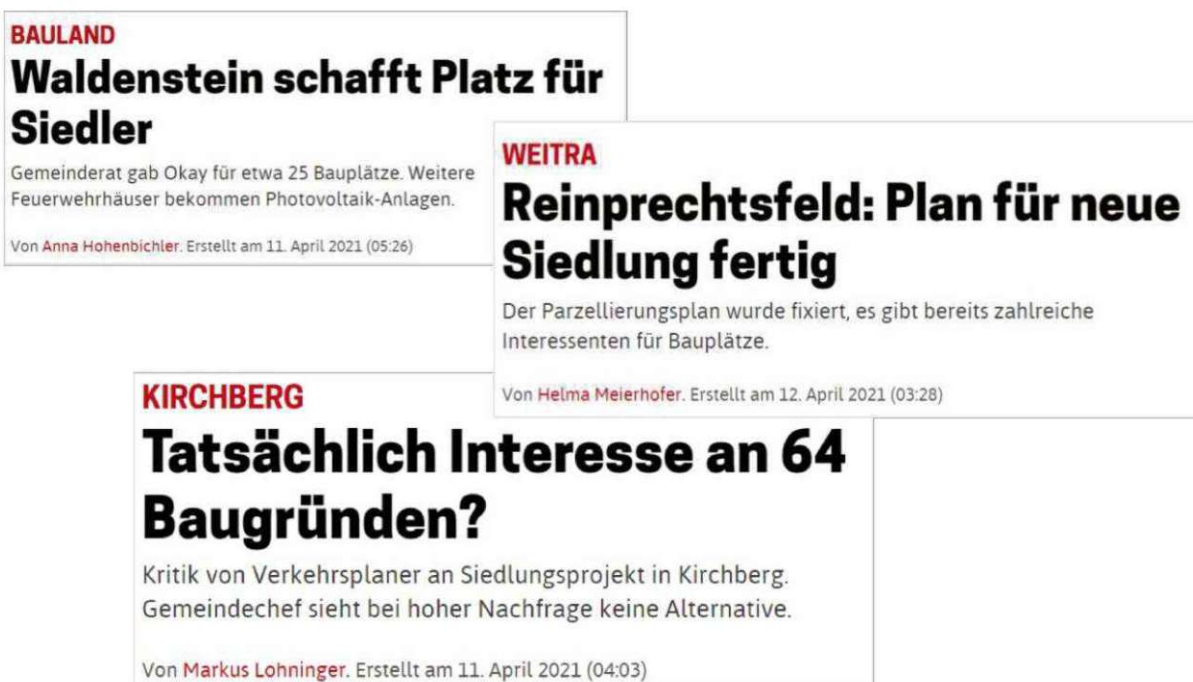 BAULAND
Waldenstein schafft Platz für
Siedler
Gemeinderat gab Okay für etwa 25 Bauplätze. Weitere
Feuerwehrhäuser bekommen Photovoltaik-Anlagen.
Von Anna Hohenbichler. Erstellt am 11. April 2021 (05:26)
WEITRA
Reinprechtsfeld: Plan für neue
Siedlung fertig
Der Parzellierungsplan wurde fixiert, es gibt bereits zahlreiche
Interessenten für Bauplätze.
Von Helma Meierhofer. Erstellt am 12. April 2021 (03:28)
KIRCHBERG
Tatsächlich Interesse an 64
Baugründen?
Kritik von Verkehrsplaner an Siedlungsprojekt in Kirchberg.
Gemeindechef sieht bei hoher Nachfrage keine Alternative.
Von Markus Lohninger. Erstellt am 11. April 2021 (04:03)